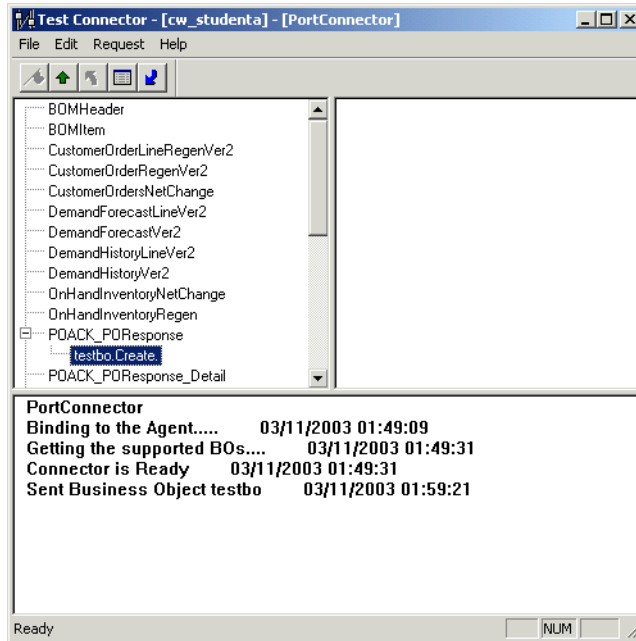 Test Connector - [cw_studenta] - [PortConnector]
File Edit Request Help
BOMHeader
BOMItem
CustomerOrderLineRegenVer2
CustomerOrderRegenVer2
CustomerOrdersNetChange
DemandForecastLineVer2
DemandForecastVer2
DemandHistoryLineVer2
DemandHistoryVer2
OnHandInventoryNetChange
OnHandInventoryRegen
POACK_POResponse
testbo.Create.
POACK_POResponse_Detail
PortConnector
Binding to the Agent..... 03/11/2003 01:49:09
Getting the supported BOs.... 03/11/2003 01:49:31
Connector is Ready 03/11/2003 01:49:31
Sent Business Object testbo 03/11/2003 01:59:21
Ready NUM